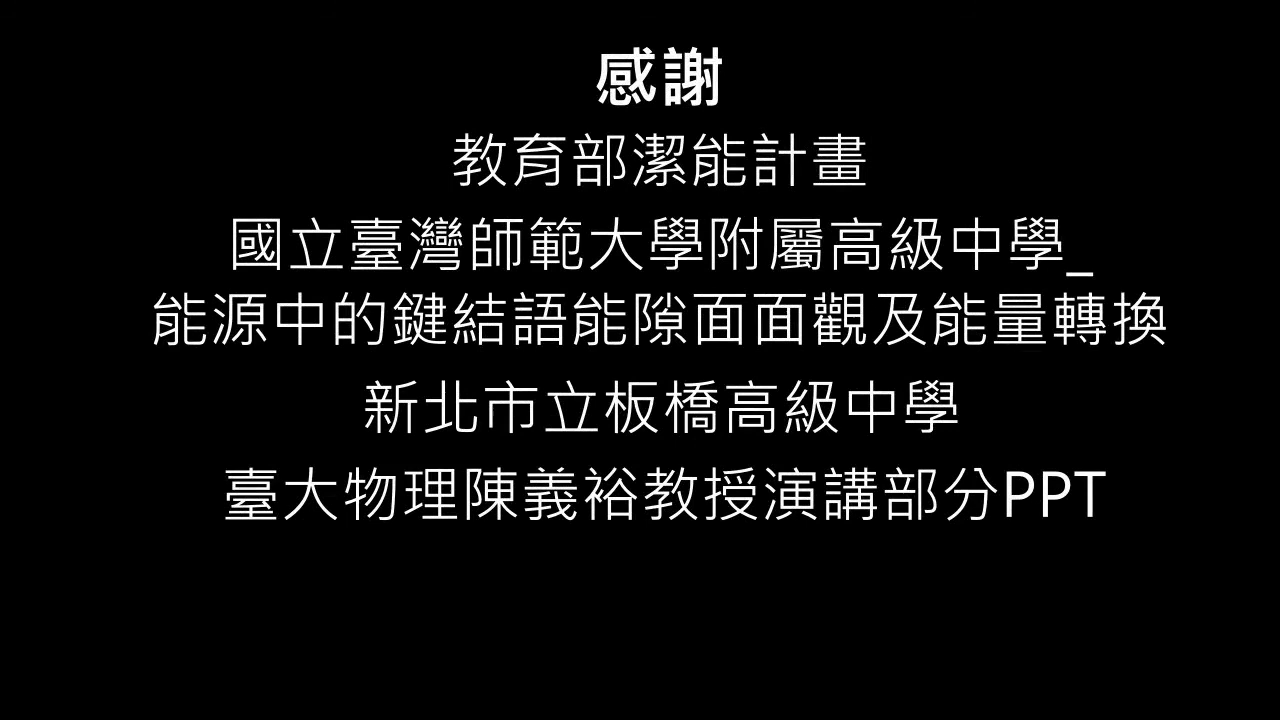 感謝
教育部潔能計畫
國立臺灣師範大學附屬高級中學_
能源中的鍵結語能隙面面觀及能量轉換
新北市立板橋高級中學
臺大物理陳義裕教授演講部分PPT